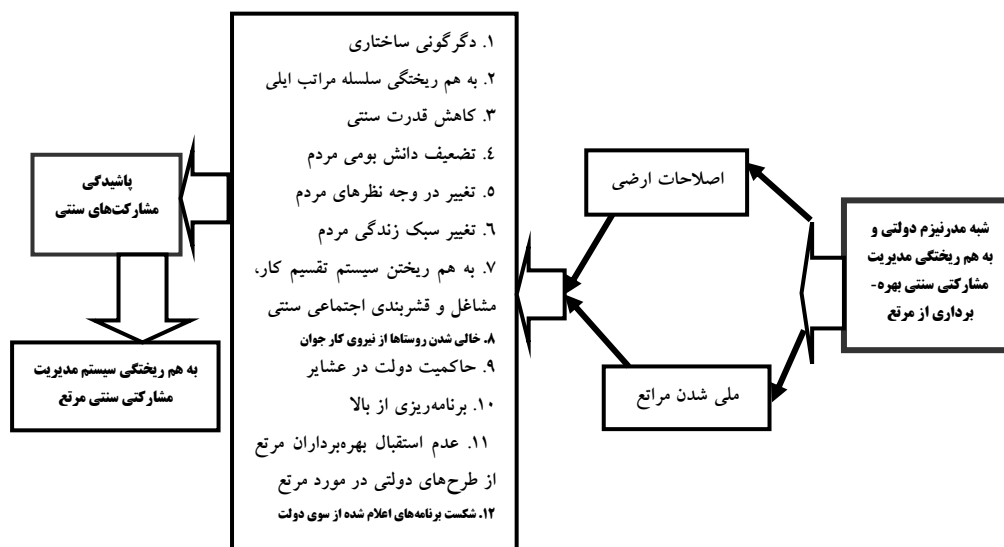 شبه مدرنیزم دولتی و
به هم ریختگی مدیریت
مشارکتی سنتی بهره-
برداری از مرتع
اصلاحات ارضی
ملی شدن مراتع
۱. دگرگونی ساختاری
۲. به هم ریختگی سلسله مراتب ایلی
۳. کاهش قدرت سنتی
٤. تضعیف دانش بومی مردم
۵. تغییر در وجه نظرهای مردم
٦. تغییر سبک زندگی مردم
۷. به هم ریختن سیستم تقسیم کار،
مشاغل و قشربندی اجتماعی سنتی
۸. خالی شدن روستاها از نیروی کار جوان
۹. حاکمیت دولت در عشایر
۱۰. برنامه‌ریزی از بالا
۱۱. عدم استقبال بهره‌برداران مرتع
از طرح‌های دولتی در مورد مرتع
۱۲. شکست برنامه‌های اعلام شده از سوی دولت
پاشیدگی
مشارکت‌های سنتی
به هم ریختگی سیستم مدیریت
مشارکتی سنتی مرتع